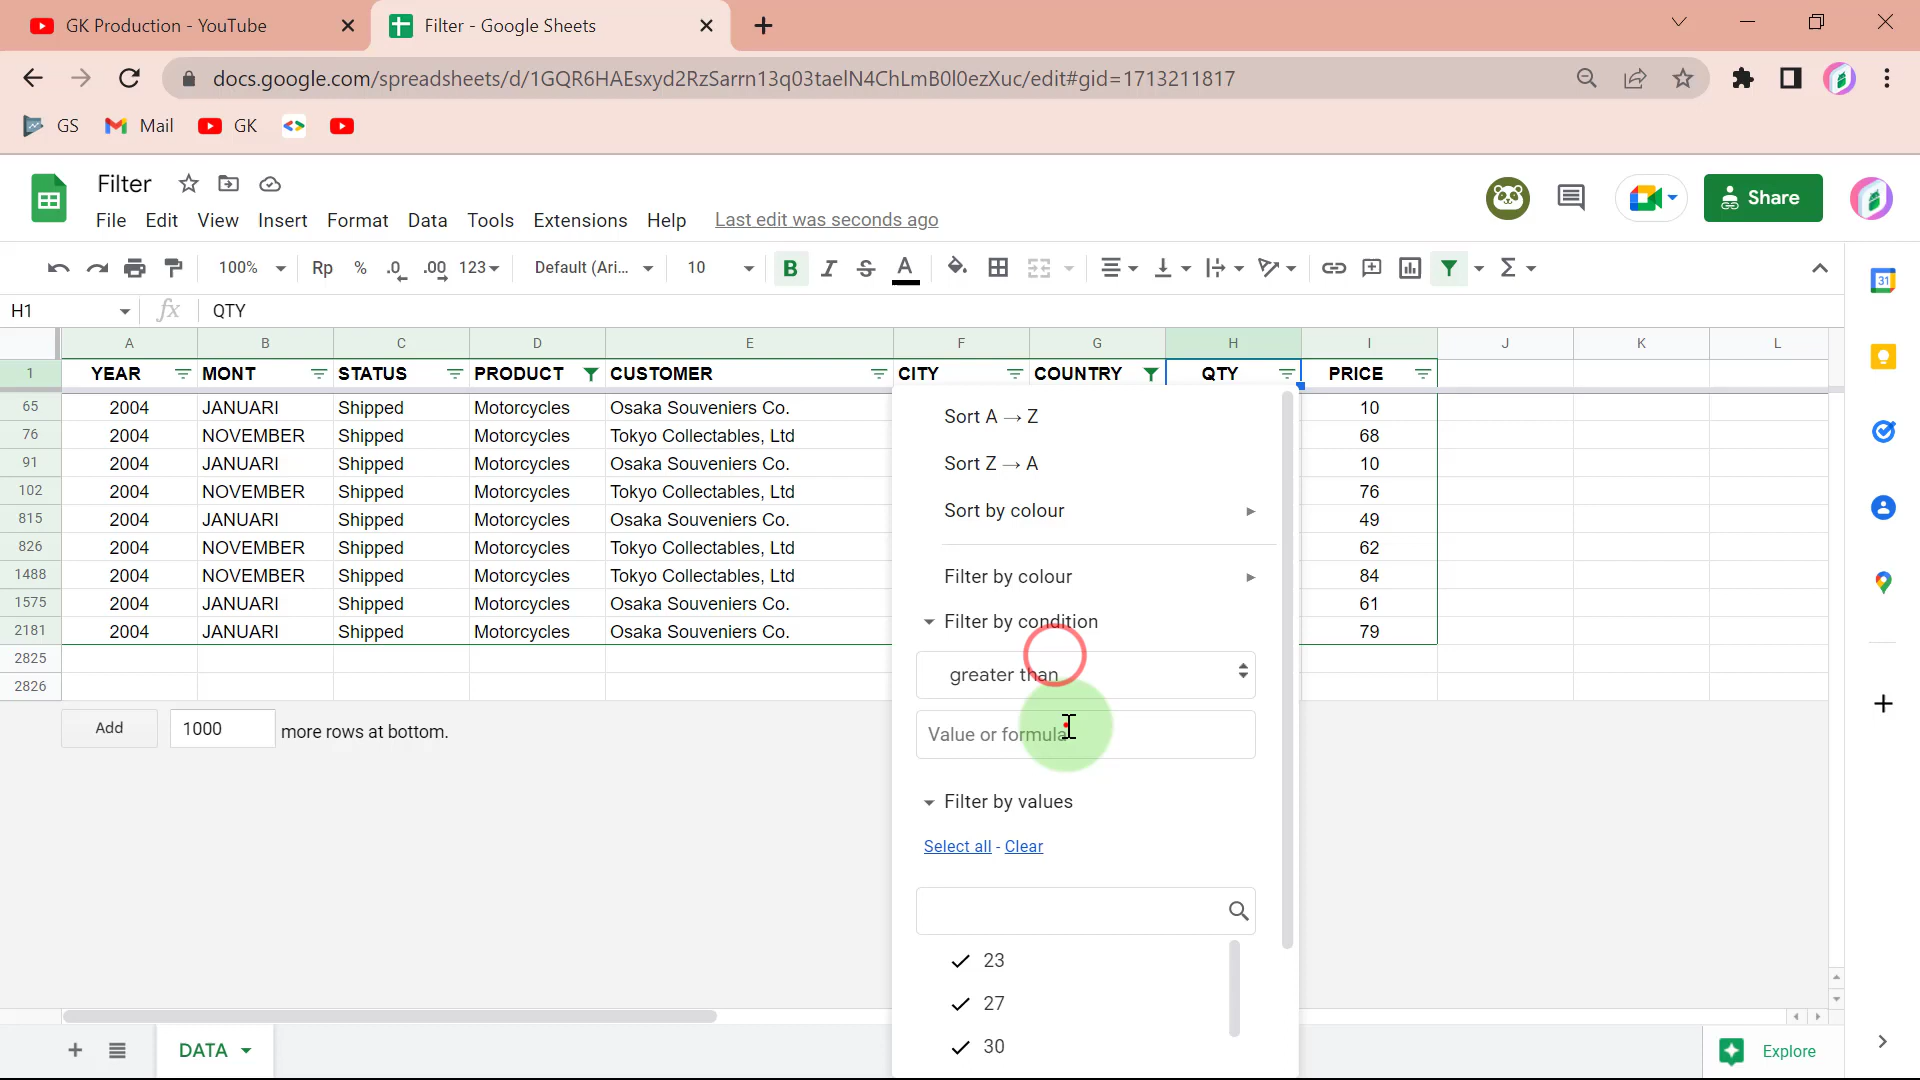 GK Production - YouTube
Filter - Google Sheets
docs.google.com/spreadsheets/d/1GQR6HAEsxyd2RzSarrn13q03taelN4ChLmB0l0ezXuc/edit#gid=1713211817
GS Mail GK
Filter
File Edit View Insert Format Data Tools Extensions Help Last edit was seconds ago
Share
100% Rp % .0 .00 123 Default (Ari... 10 B I S A Σ
31
H1 fx QTY
A B C D E F G H I J K L
1 YEAR MONT STATUS PRODUCT CUSTOMER CITY COUNTRY QTY PRICE
65 2004 JANUARI Shipped Motorcycles Osaka Souveniers Co. 10
76 2004 NOVEMBER Shipped Motorcycles Tokyo Collectables, Ltd 68
91 2004 JANUARI Shipped Motorcycles Osaka Souveniers Co. 10
102 2004 NOVEMBER Shipped Motorcycles Tokyo Collectables, Ltd 76
815 2004 JANUARI Shipped Motorcycles Osaka Souveniers Co. 49
826 2004 NOVEMBER Shipped Motorcycles Tokyo Collectables, Ltd 62
1488 2004 NOVEMBER Shipped Motorcycles Tokyo Collectables, Ltd 84
1575 2004 JANUARI Shipped Motorcycles Osaka Souveniers Co. 61
2181 2004 JANUARI Shipped Motorcycles Osaka Souveniers Co. 79
2825
2826
Add 1000 more rows at bottom.
Sort A → Z
Sort Z → A
Sort by colour
Filter by colour
Filter by condition
greater than
Value or formula
Filter by values
Select all - Clear
23
27
30
DATA
Explore